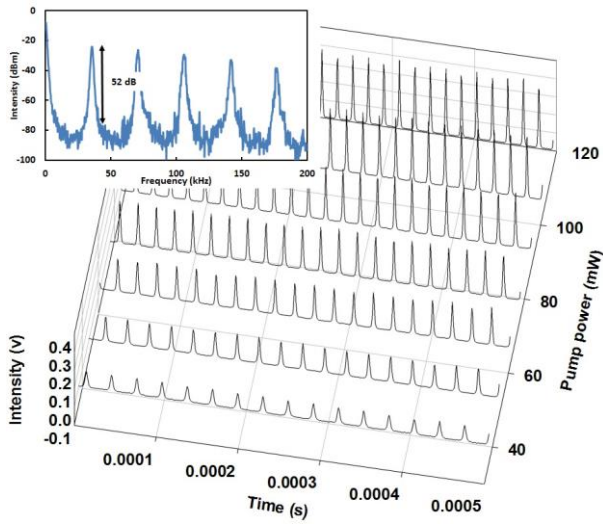 0
-20
-40
-60
-80
-100
Intensity (dBm)
52 dB
0 50 100 150 200
Frequency (kHz)
120
100
80
60
40
Pump power (mW)
0.4
0.3
0.2
0.1
0.0
-0.1
Intensity (v)
0.0001 0.0002 0.0003 0.0004 0.0005
Time (s)